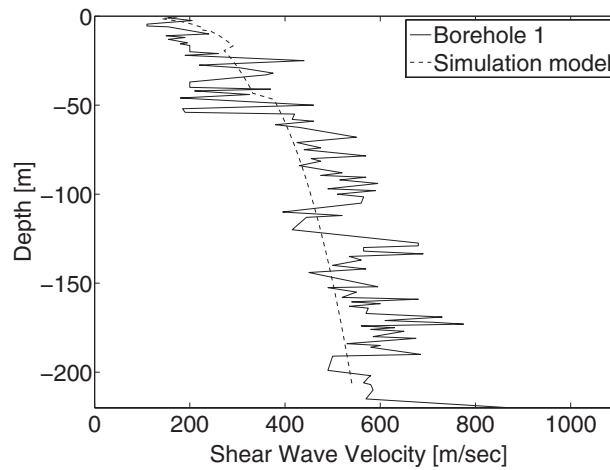 Borehole 1
Simulation model
0
−50
−100
−150
−200
Depth [m]
0 200 400 600 800 1000
Shear Wave Velocity [m/sec]